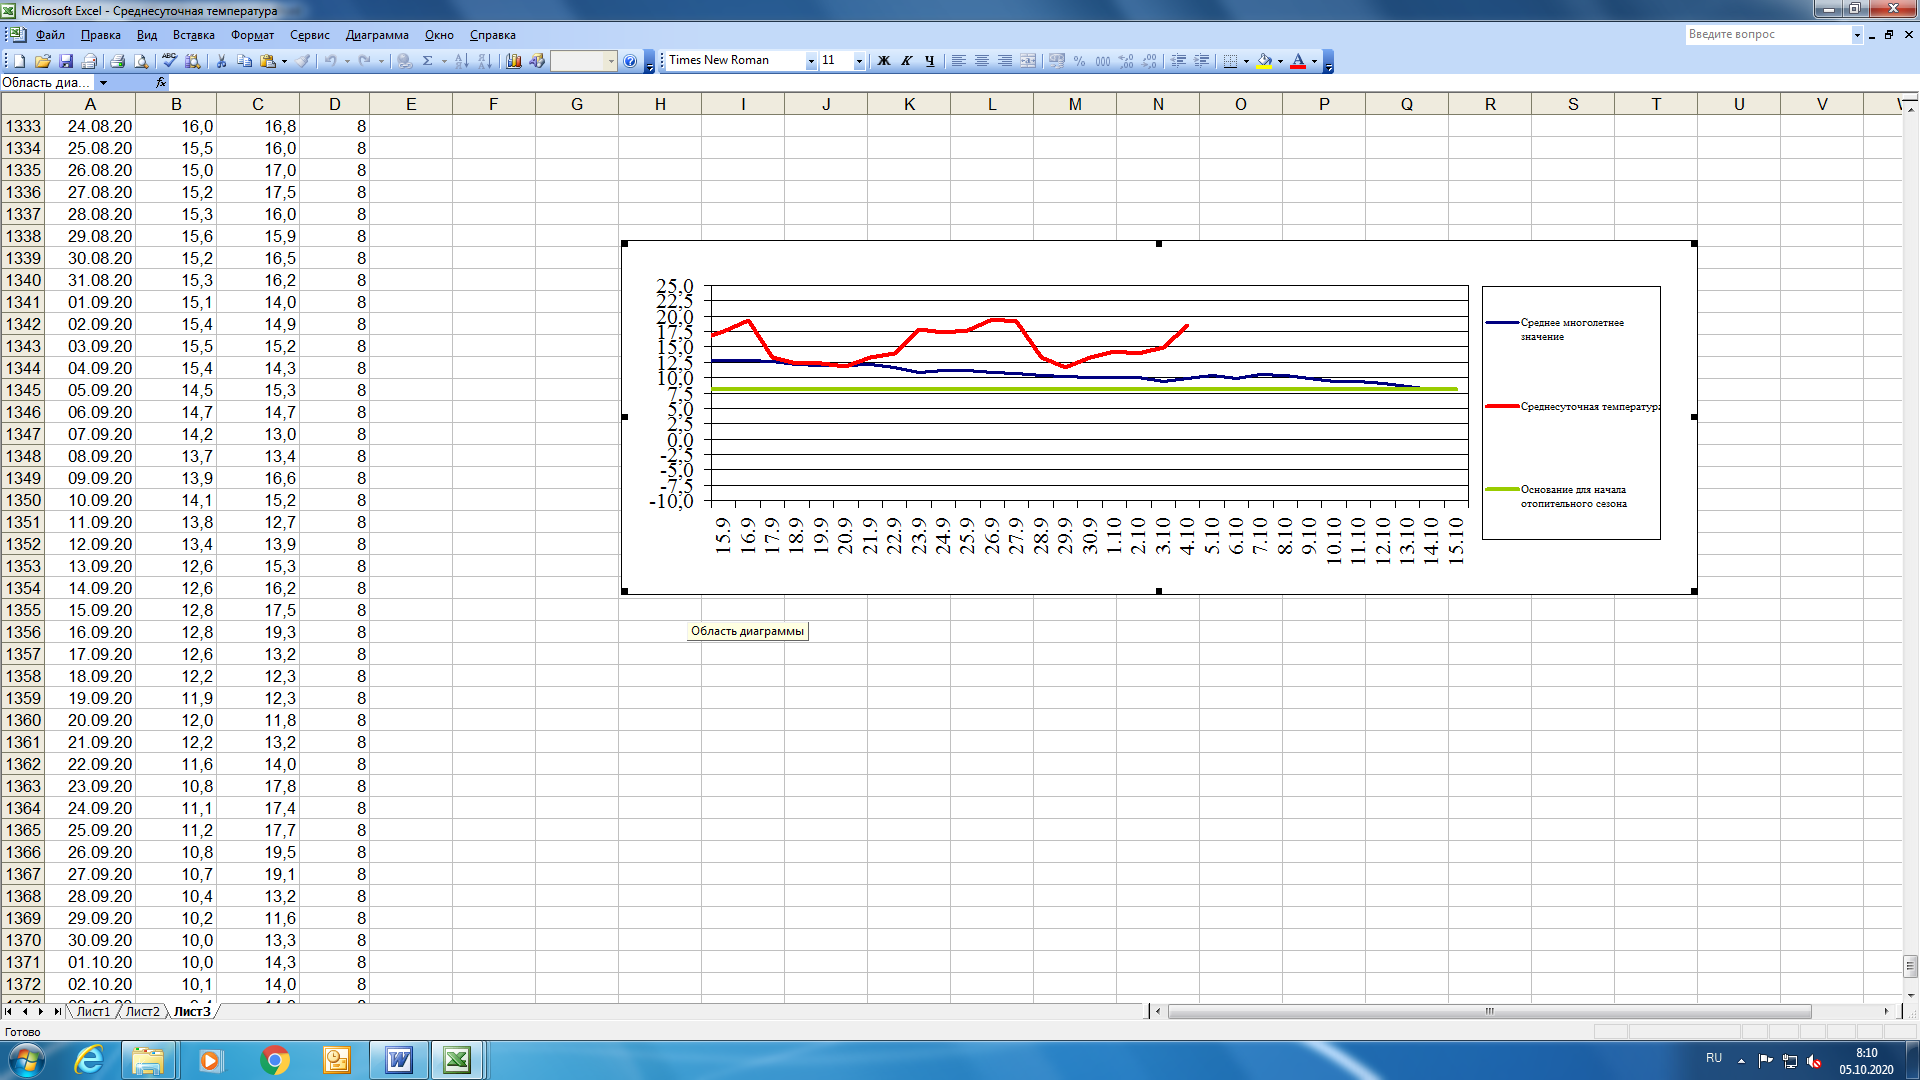 Microsoft Excel - Среднесуточная температура
Файл Правка Вид Вставка Формат Сервис Диаграмма Окно Справка
Введите вопрос
Times New Roman 11 Ж К Ч
Область диа... fx
A B C D E F G H I J K L M N O P Q R S T U V
1333 24.08.20 16,0 16,8 8
1334 25.08.20 15,5 16,0 8
1335 26.08.20 15,0 17,0 8
1336 27.08.20 15,2 17,5 8
1337 28.08.20 15,3 16,0 8
1338 29.08.20 15,6 15,9 8
1339 30.08.20 15,2 16,5 8
1340 31.08.20 15,3 16,2 8
1341 01.09.20 15,1 14,0 8
1342 02.09.20 15,4 14,9 8
1343 03.09.20 15,5 15,2 8
1344 04.09.20 15,4 14,3 8
1345 05.09.20 14,5 15,3 8
1346 06.09.20 14,7 14,7 8
1347 07.09.20 14,2 13,0 8
1348 08.09.20 13,7 13,4 8
1349 09.09.20 13,9 16,6 8
1350 10.09.20 14,1 15,2 8
1351 11.09.20 13,8 12,7 8
1352 12.09.20 13,4 13,9 8
1353 13.09.20 12,6 15,3 8
1354 14.09.20 12,6 16,2 8
1355 15.09.20 12,8 17,5 8
1356 16.09.20 12,8 19,3 8
1357 17.09.20 12,6 13,2 8
1358 18.09.20 12,2 12,3 8
1359 19.09.20 11,9 12,3 8
1360 20.09.20 12,0 11,8 8
1361 21.09.20 12,2 13,2 8
1362 22.09.20 11,6 14,0 8
1363 23.09.20 10,8 17,8 8
1364 24.09.20 11,1 17,4 8
1365 25.09.20 11,2 17,7 8
1366 26.09.20 10,8 19,5 8
1367 27.09.20 10,7 19,1 8
1368 28.09.20 10,4 13,2 8
1369 29.09.20 10,2 11,6 8
1370 30.09.20 10,0 13,3 8
1371 01.10.20 10,0 14,3 8
1372 02.10.20 10,1 14,0 8
25,0
22,5
20,0
17,5
15,0
12,5
10,0
7,5
5,0
2,5
0,0
-2,5
-5,0
-7,5
-10,0
15.9 16.9 17.9 18.9 19.9 20.9 21.9 22.9 23.9 24.9 25.9 26.9 27.9 28.9 29.9 30.9 1.10 2.10 3.10 4.10 5.10 6.10 7.10 8.10 9.10 10.10 11.10 12.10 13.10 14.10 15.10
Среднее многолетнее
значение
Среднесуточная температура
Основание для начала
отопительного сезона
Область диаграммы
Лист1 Лист2 Лист3
Готово
RU
8:10
05.10.2020